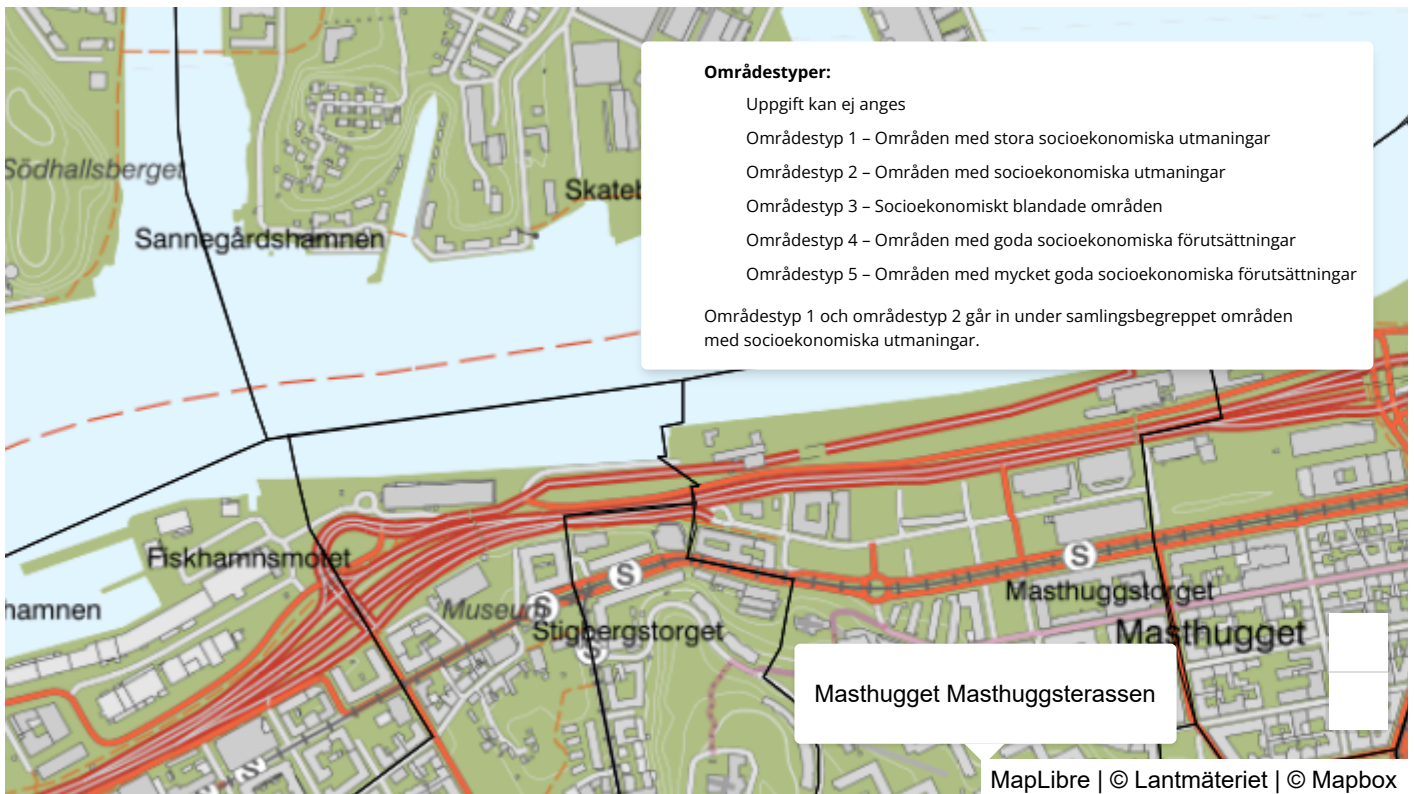 Områdestyper:
Uppgift kan ej anges
Områdestyp 1 – Områden med stora socioekonomiska utmaningar
Områdestyp 2 – Områden med socioekonomiska utmaningar
Områdestyp 3 – Socioekonomiskt blandade områden
Områdestyp 4 – Områden med goda socioekonomiska förutsättningar
Områdestyp 5 – Områden med mycket goda socioekonomiska förutsättningar
Områdestyp 1 och områdestyp 2 går in under samlingsbegreppet områden
med socioekonomiska utmaningar.
Södhallsberget
Skateb
Sannegårdshamnen
Fiskhamnsmotet
S
S
Masthuggstorget
hamnen
Museum
S
Stigbergstorget
S
Masthugget
Masthugget Masthuggsterassen
MapLibre | © Lantmäteriet | © Mapbox